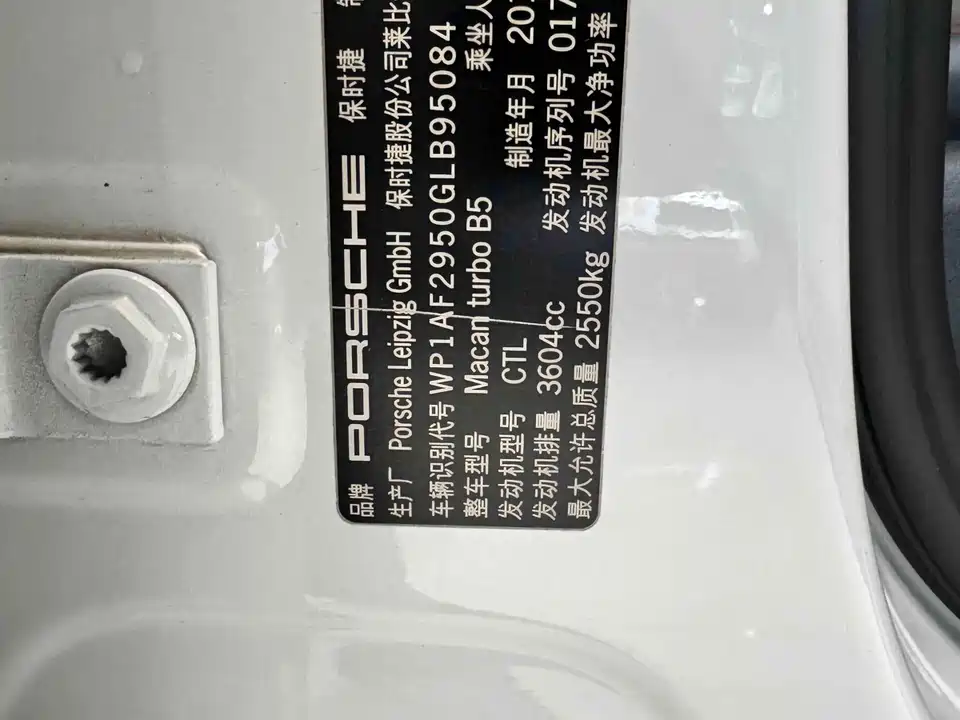 品牌 PORSCHE 保时捷
生产厂 Porsche Leipzig GmbH 保时捷股份公司莱比
车辆识别代号 WP1AF2950GLB95084
整车型号 Macan turbo B5 乘坐人
发动机型号 CTL 制造年月 20
发动机排量 3604cc 发动机序列号 017
最大允许总质量 2550kg 发动机最大净功率